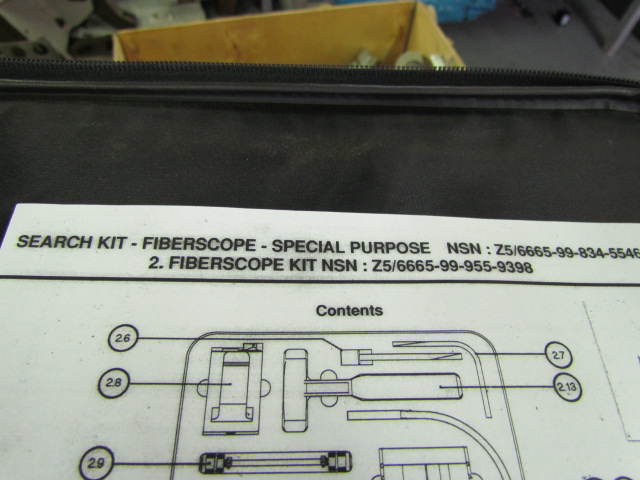 SEARCH KIT - FIBERSCOPE - SPECIAL PURPOSE NSN : Z5/6665-99-834-5546
2. FIBERSCOPE KIT NSN : Z5/6665-99-955-9398
Contents
2.6
2.7
2.8
2.13
2.9